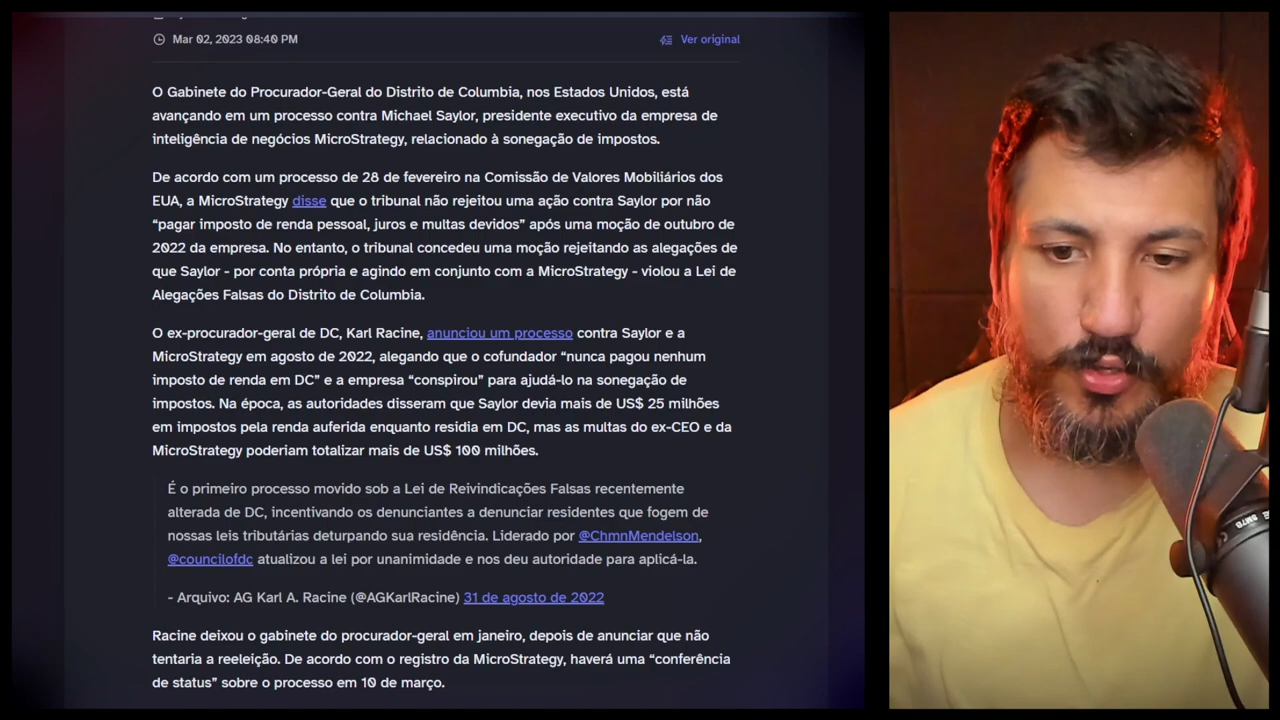 Mar 02, 2023 08:40 PM
Ver original
O Gabinete do Procurador-Geral do Distrito de Columbia, nos Estados Unidos, está
avançando em um processo contra Michael Saylor, presidente executivo da empresa de
inteligência de negócios MicroStrategy, relacionado à sonegação de impostos.
De acordo com um processo de 28 de fevereiro na Comissão de Valores Mobiliários dos
EUA, a MicroStrategy disse que o tribunal não rejeitou uma ação contra Saylor por não
“pagar imposto de renda pessoal, juros e multas devidos” após uma moção de outubro de
2022 da empresa. No entanto, o tribunal concedeu uma moção rejeitando as alegações de
que Saylor - por conta própria e agindo em conjunto com a MicroStrategy - violou a Lei de
Alegações Falsas do Distrito de Columbia.
O ex-procurador-geral de DC, Karl Racine, anunciou um processo contra Saylor e a
MicroStrategy em agosto de 2022, alegando que o cofundador “nunca pagou nenhum
imposto de renda em DC” e a empresa “conspirou” para ajudá-lo na sonegação de
impostos. Na época, as autoridades disseram que Saylor devia mais de US$ 25 milhões
em impostos pela renda auferida enquanto residia em DC, mas as multas do ex-CEO e da
MicroStrategy poderiam totalizar mais de US$ 100 milhões.
É o primeiro processo movido sob a Lei de Reivindicações Falsas recentemente
alterada de DC, incentivando os denunciantes a denunciar residentes que fogem de
nossas leis tributárias deturpando sua residência. Liderado por @ChmnMendelson,
@councilofdc atualizou a lei por unanimidade e nos deu autoridade para aplicá-la.
- Arquivo: AG Karl A. Racine (@AGKarlRacine) 31 de agosto de 2022
Racine deixou o gabinete do procurador-geral em janeiro, depois de anunciar que não
tentaria a reeleição. De acordo com o registro da MicroStrategy, haverá uma “conferência
de status” sobre o processo em 10 de março.
SM7B